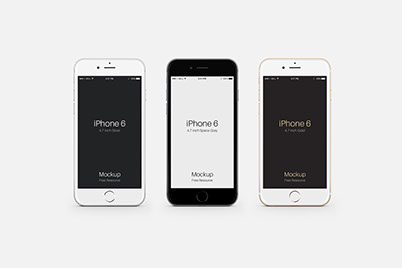 iPhone 6
4.7-inch Silver
Mockup
Free Resource
iPhone 6
4.7-inch Space Gray
Mockup
Free Resource
iPhone 6
4.7-inch Gold
Mockup
Free Resource